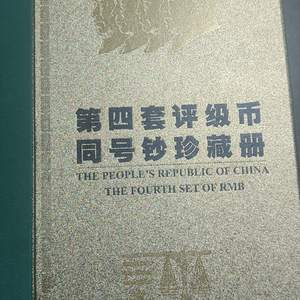 第四套评级币
同号钞珍藏册
THE PEOPLE'S REPUBLIC OF CHINA
THE FOURTH SET OF RMB